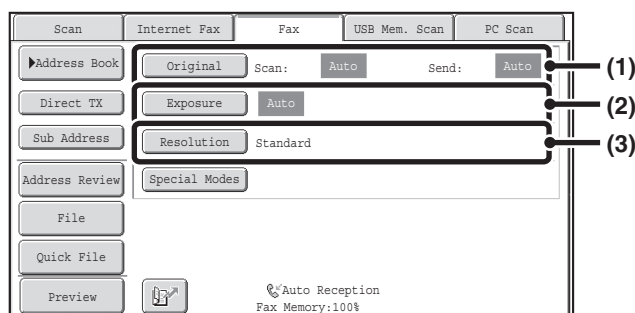 Scan Internet Fax Fax USB Mem. Scan PC Scan
Address Book Original Scan: Auto Send: Auto (1)
Direct TX Exposure Auto (2)
Sub Address Resolution Standard (3)
Address Review Special Modes
File
Quick File
Preview Auto Reception
Fax Memory:100%